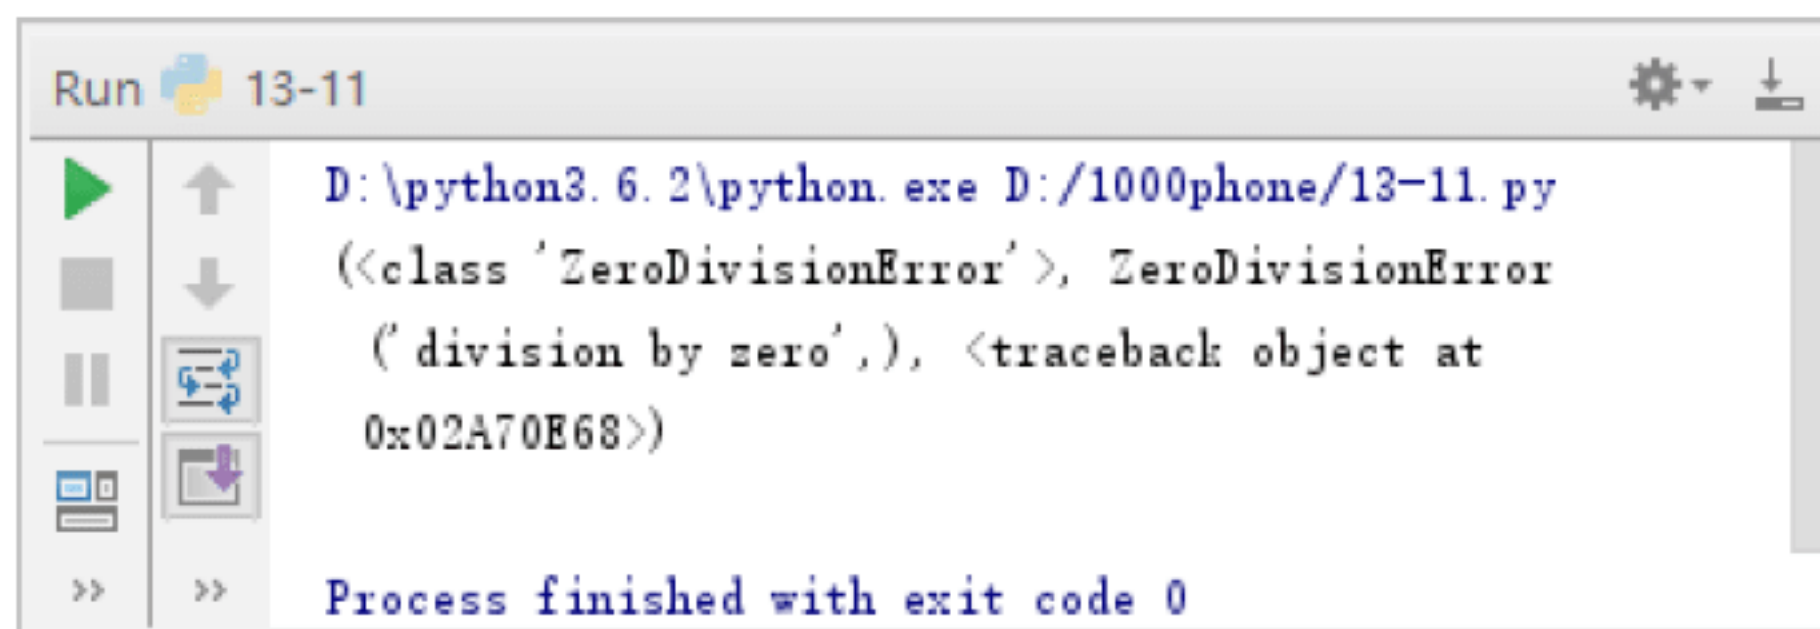 Run 13-11
D:\python3.6.2\python.exe D:/1000phone/13-11.py
(<class 'ZeroDivisionError'>, ZeroDivisionError
('division by zero',), <traceback object at
0x02A70E68>)
Process finished with exit code 0